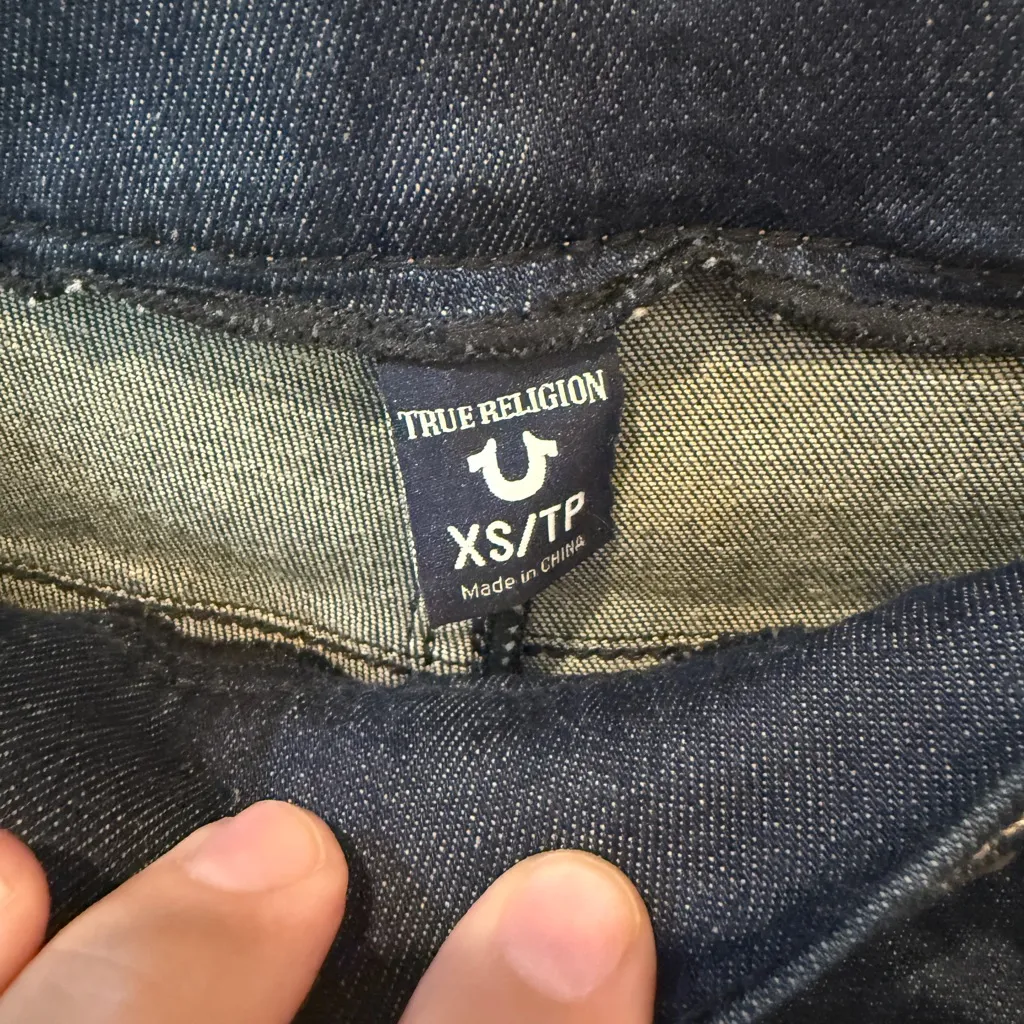 TRUE RELIGION
XS/TP
Made in CHINA